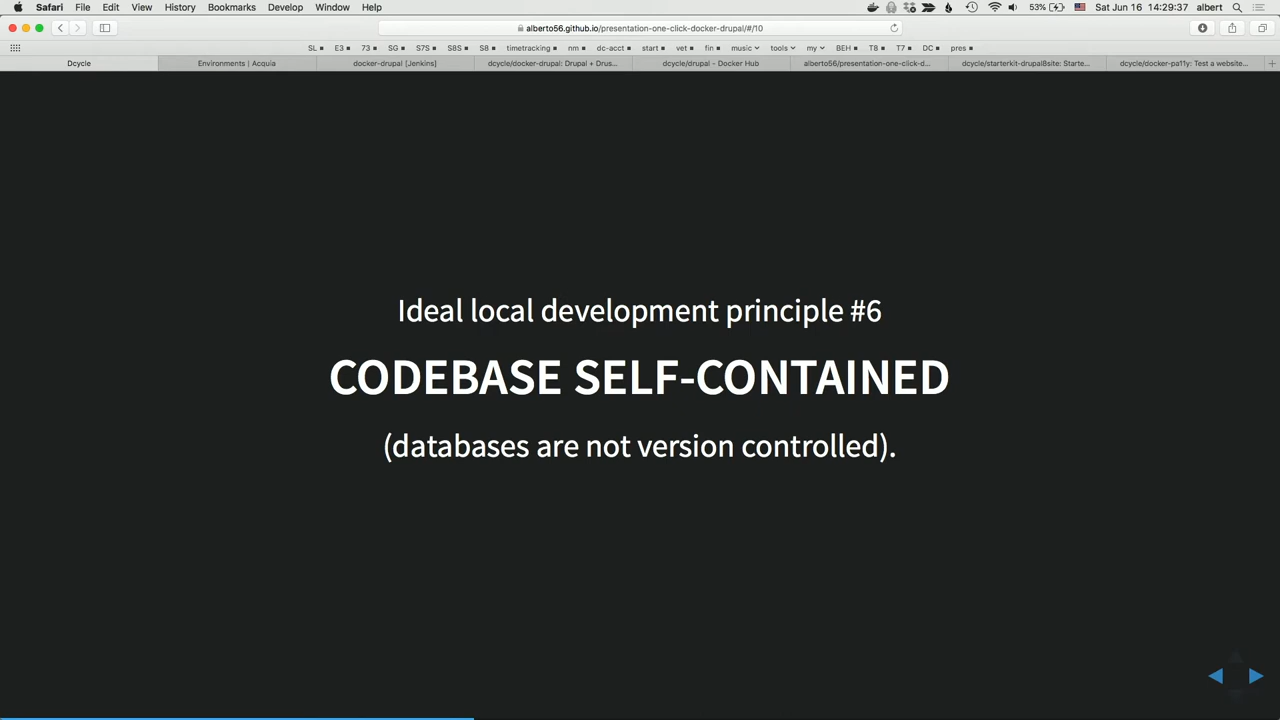 Safari File Edit View History Bookmarks Develop Window Help 53% Sat Jun 16 14:29:37 albert
alberto56.github.io/presentation-one-click-docker-drupal/#/10
SL E3 73 SG S7S S8S S8 timetracking nm dc-acct start vet fin music tools my BEH T8 T7 DC pres
Dcycle Environments | Acquia docker-drupal [Jenkins] dcycle/docker-drupal: Drupal + Drus... dcycle/drupal - Docker Hub alberto56/presentation-one-click-d... dcycle/starterkit-drupal8site: Starte... dcycle/docker-pa11y: Test a website...
Ideal local development principle #6
CODEBASE SELF-CONTAINED
(databases are not version controlled).